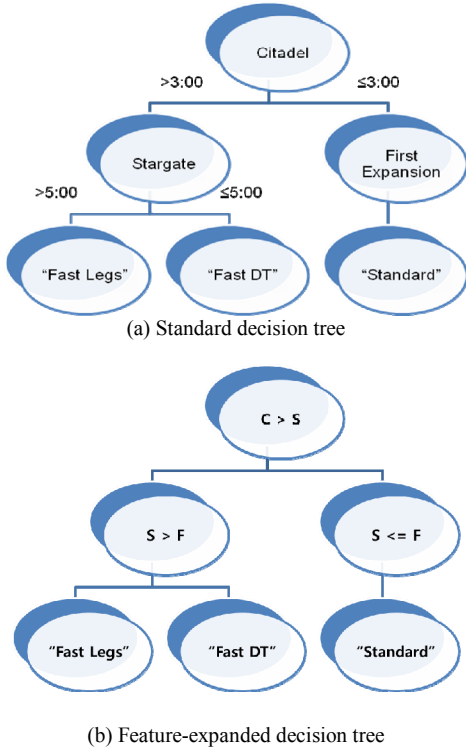 Citadel
>3:00 ≤3:00
Stargate
First
Expansion
>5:00 ≤5:00
“Fast Legs” “Fast DT” “Standard”
(a) Standard decision tree
C > S
S > F S <= F
“Fast Legs” “Fast DT” “Standard”
(b) Feature-expanded decision tree